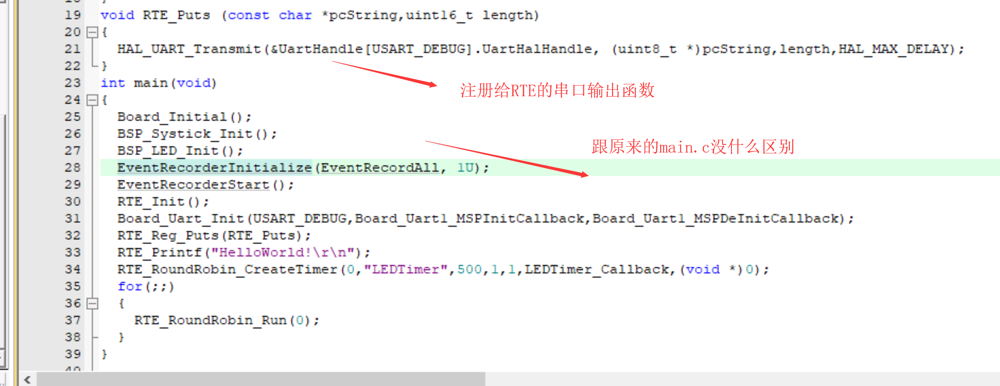 19 void RTE_Puts (const char *pcString,uint16_t length)
20 {
21 HAL_UART_Transmit(&UartHandle[USART_DEBUG].UartHalHandle, (uint8_t *)pcString,length,HAL_MAX_DELAY);
22 }
23 int main(void)
注册给RTE的串口输出函数
24 {
25 Board_Initial();
26 BSP_Systick_Init();
27 BSP_LED_Init();
跟原来的main.c没什么区别
28 EventRecorderInitialize(EventRecordAll, 1U);
29 EventRecorderStart();
30 RTE_Init();
31 Board_Uart_Init(USART_DEBUG,Board_Uart1_MSPInitCallback,Board_Uart1_MSPDeInitCallback);
32 RTE_Reg_Puts(RTE_Puts);
33 RTE_Printf("HelloWorld!\r\n");
34 RTE_RoundRobin_CreateTimer(0,"LEDTimer",500,1,1,LEDTimer_Callback,(void *)0);
35 for(;;)
36 {
37 RTE_RoundRobin_Run(0);
38 }
39 }